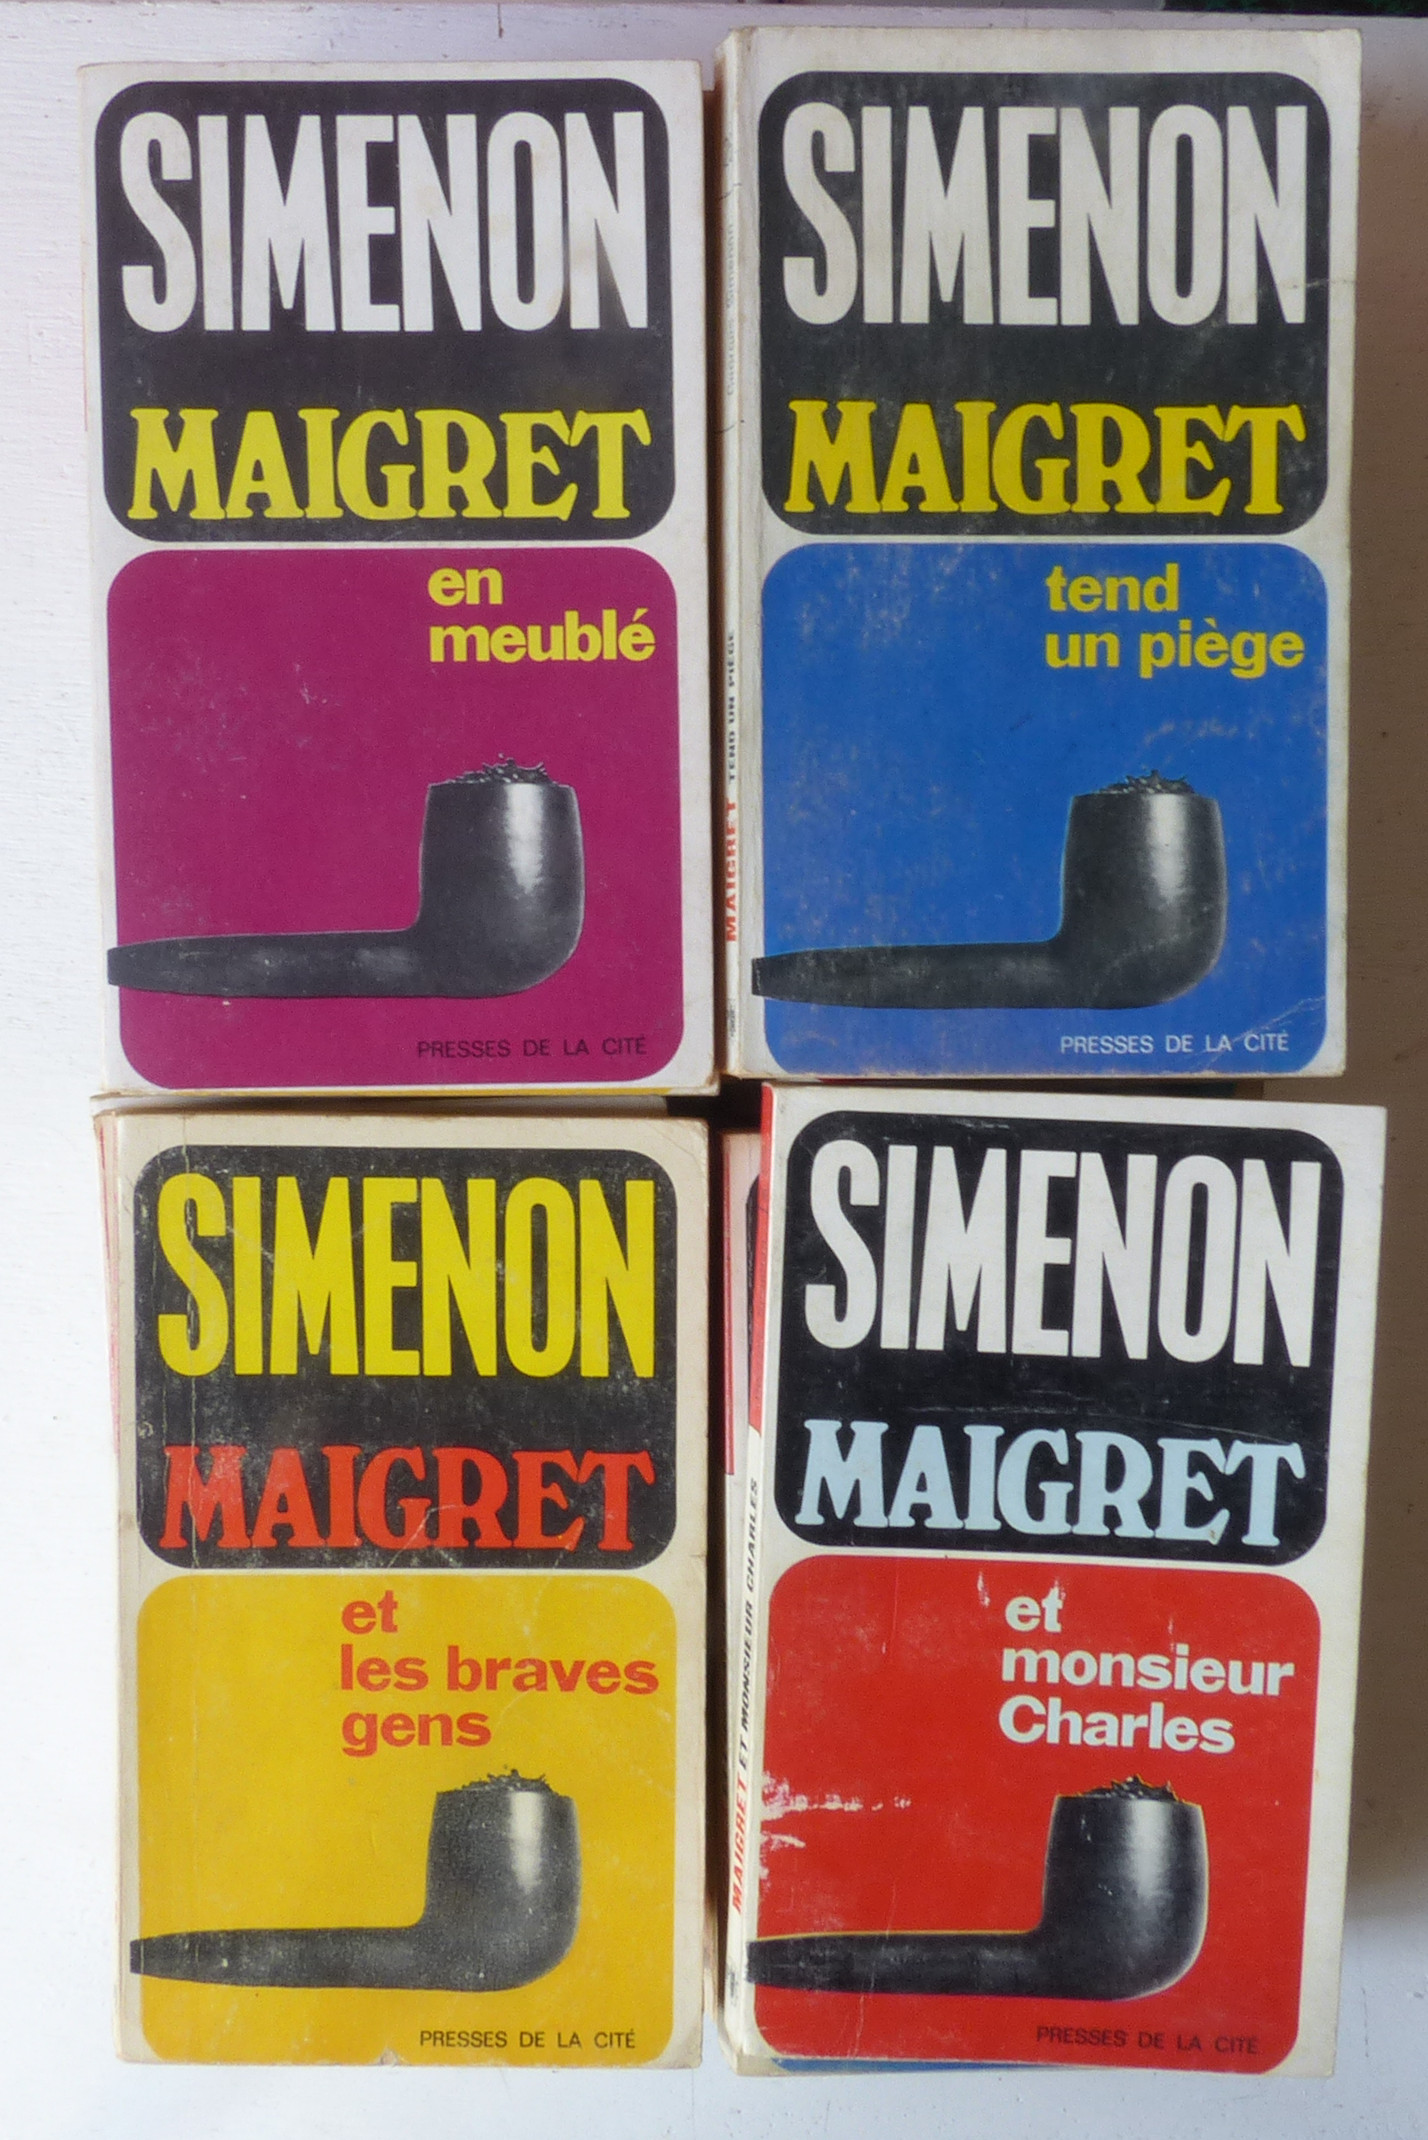 SIMENON
MAIGRET
en
meublé
PRESSES DE LA CITÉ
SIMENON
MAIGRET
tend
un piège
PRESSES DE LA CITÉ
MAIGRET TEND UN PIÈGE
Georges Simenon
SIMENON
MAIGRET
et
les braves
gens
PRESSES DE LA CITÉ
SIMENON
MAIGRET
et
monsieur
Charles
PRESSES DE LA CITÉ
MAIGRET ET MONSIEUR CHARLES